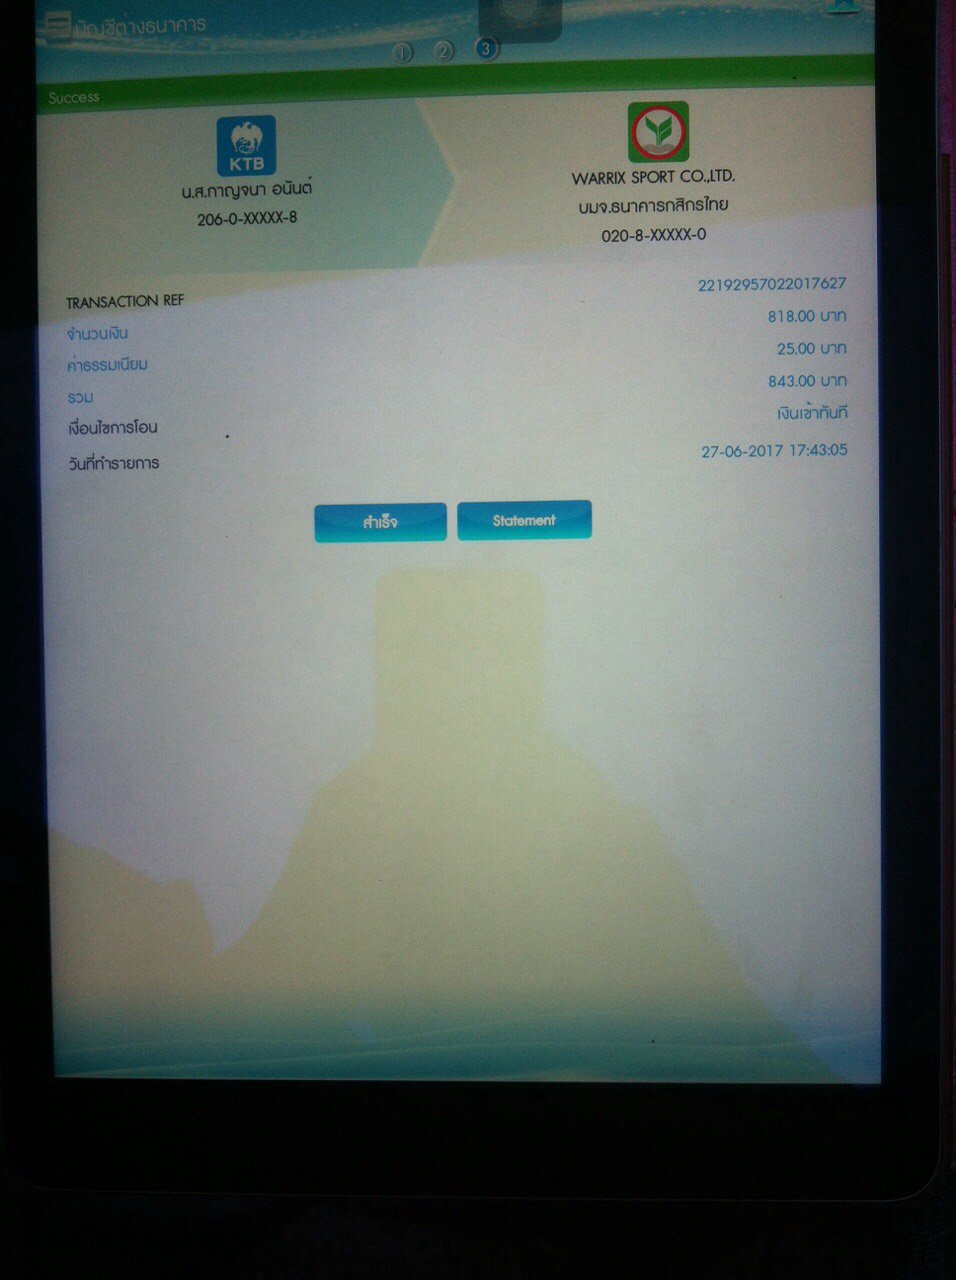 บัญชีต่างธนาคาร
1 2 3
Success
KTB
น.ส.กาญจนา อนันต์
206-0-XXXXX-8
WARRIX SPORT CO.,LTD.
บมจ.ธนาคารกสิกรไทย
020-8-XXXXX-0
TRANSACTION REF 22192957022017627
จำนวนเงิน 818.00 บาท
ค่าธรรมเนียม 25.00 บาท
รวม 843.00 บาท
เงื่อนไขการโอน เงินเข้าทันที
วันที่ทำรายการ 27-06-2017 17:43:05
สำเร็จ Statement